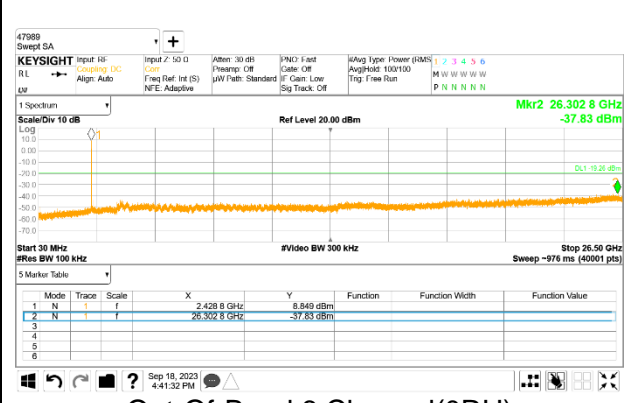 47989
Swept SA
KEYSIGHT Input: RF Input Z: 50 Ω Atten: 30 dB PNO: Fast #Avg Type: Power (RMS 1 2 3 4 5 6
RL Coupling: DC Corr Preamp: Off Gate: Off Avg|Hold: 100/100 M W W W W W
Align: Auto Freq Ref: Int (S) µW Path: Standard IF Gain: Low Trig: Free Run
NFE: Adaptive Sig Track: Off P N N N N N
1 Spectrum Mkr2 26.302 8 GHz
Scale/Div 10 dB Ref Level 20.00 dBm -37.83 dBm
Log
10.0
0.00
-10.0
-20.0
-30.0
-40.0
-50.0
-60.0
-70.0
Start 30 MHz #Video BW 300 kHz Stop 26.50 GHz
#Res BW 100 kHz Sweep ~976 ms (40001 pts)
5 Marker Table
Mode Trace Scale X Y Function Function Width Function Value
1 N 1 f 2.428 8 GHz 8.849 dBm
2 N 1 f 26.302 8 GHz -37.83 dBm
3
4
5
6
? Sep 18, 2023
4:41:32 PM